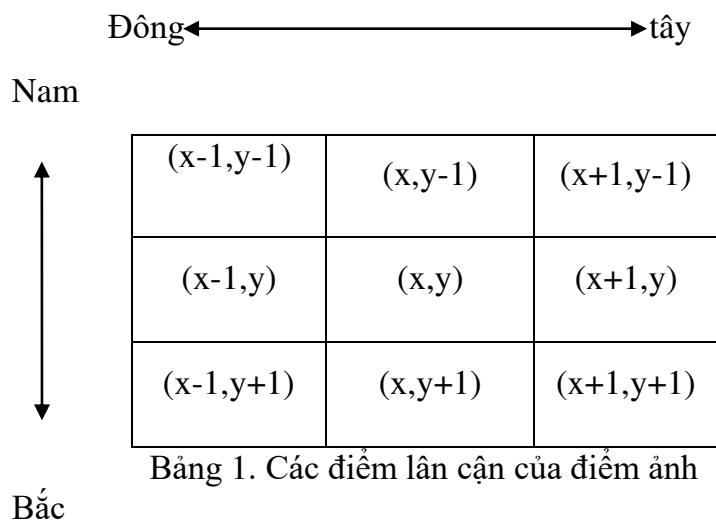 Đông tây
Nam
(x-1,y-1) (x,y-1) (x+1,y-1)
(x-1,y) (x,y) (x+1,y)
(x-1,y+1) (x,y+1) (x+1,y+1)
Bảng 1. Các điểm lân cận của điểm ảnh
Bắc